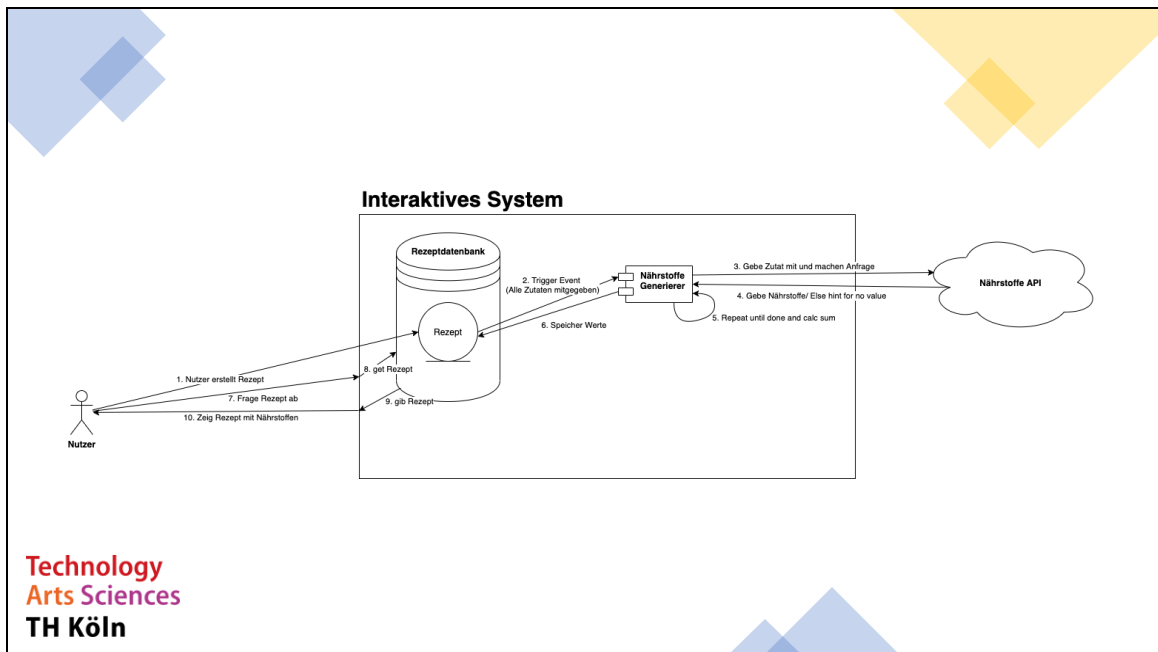 Interaktives System
Rezeptdatenbank
2. Trigger Event
(Alle Zutaten mitgegeben)
Nährstoffe
Generierer
3. Gebe Zutat mit und machen Anfrage
4. Gebe Nährstoffe/ Else hint for no value
Nährstoffe API
5. Repeat until done and calc sum
6. Speicher Werte
Rezept
1. Nutzer erstellt Rezept
8. get Rezept
7. Frage Rezept ab
9. gib Rezept
10. Zeig Rezept mit Nährstoffen
Nutzer
Technology
Arts Sciences
TH Köln